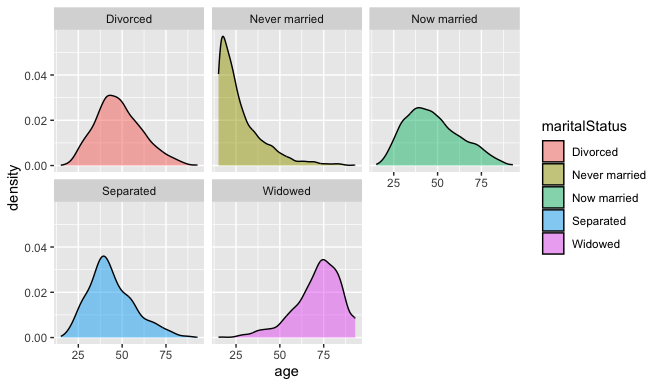 Divorced Never married Now married
0.04
0.02
0.00
25 50 75
Separated Widowed
0.04
0.02
0.00
25 50 75 25 50 75
age
density
maritalStatus
Divorced
Never married
Now married
Separated
Widowed